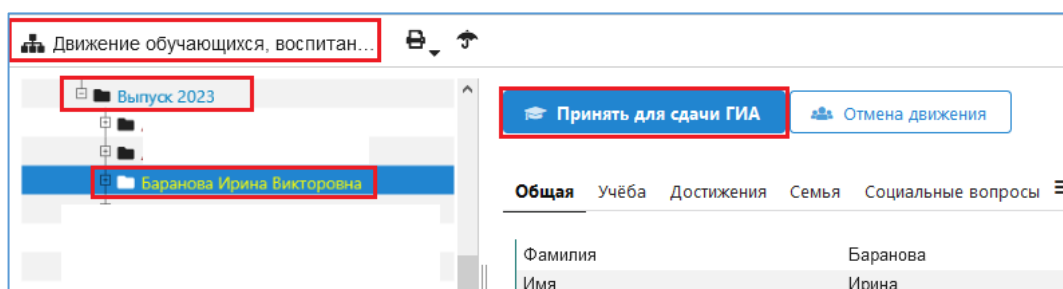 Движение обучающихся, воспитан...
Выпуск 2023
Баранова Ирина Викторовна
Принять для сдачи ГИА
Отмена движения
Общая Учёба Достижения Семья Социальные вопросы
Фамилия Баранова
Имя Ирина